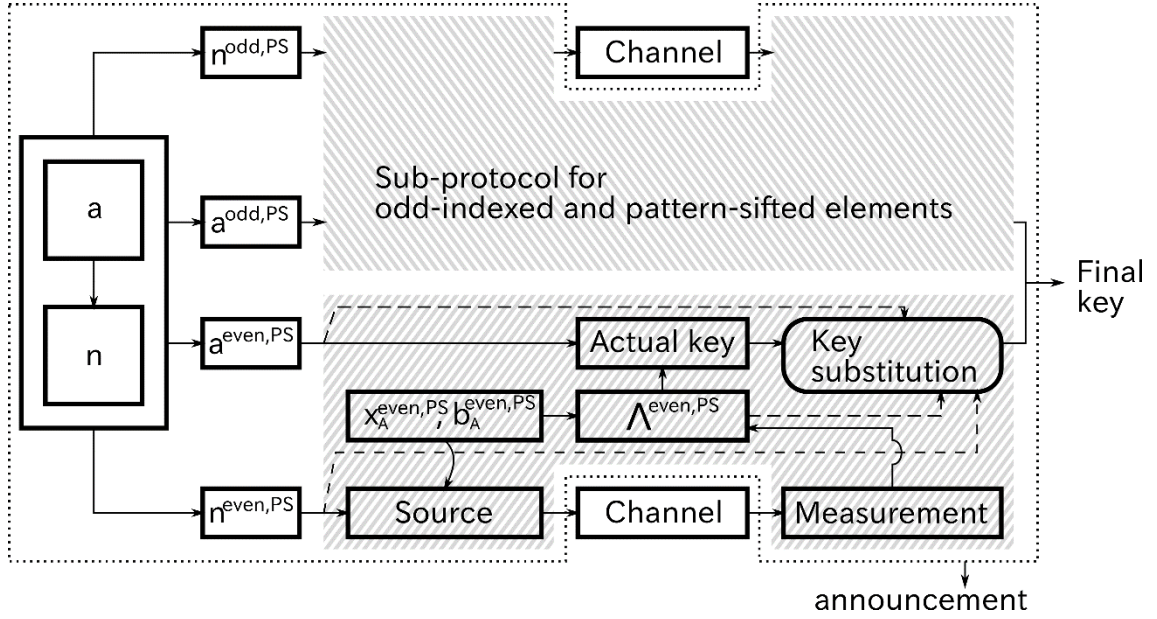 n^odd,PS
Channel
a
Sub-protocol for
odd-indexed and pattern-sifted elements
a^odd,PS
Final
key
n
a^even,PS
Actual key
Key
substitution
x_A^even,PS, b_A^even,PS
Λ^even,PS
n^even,PS
Source
Channel
Measurement
announcement